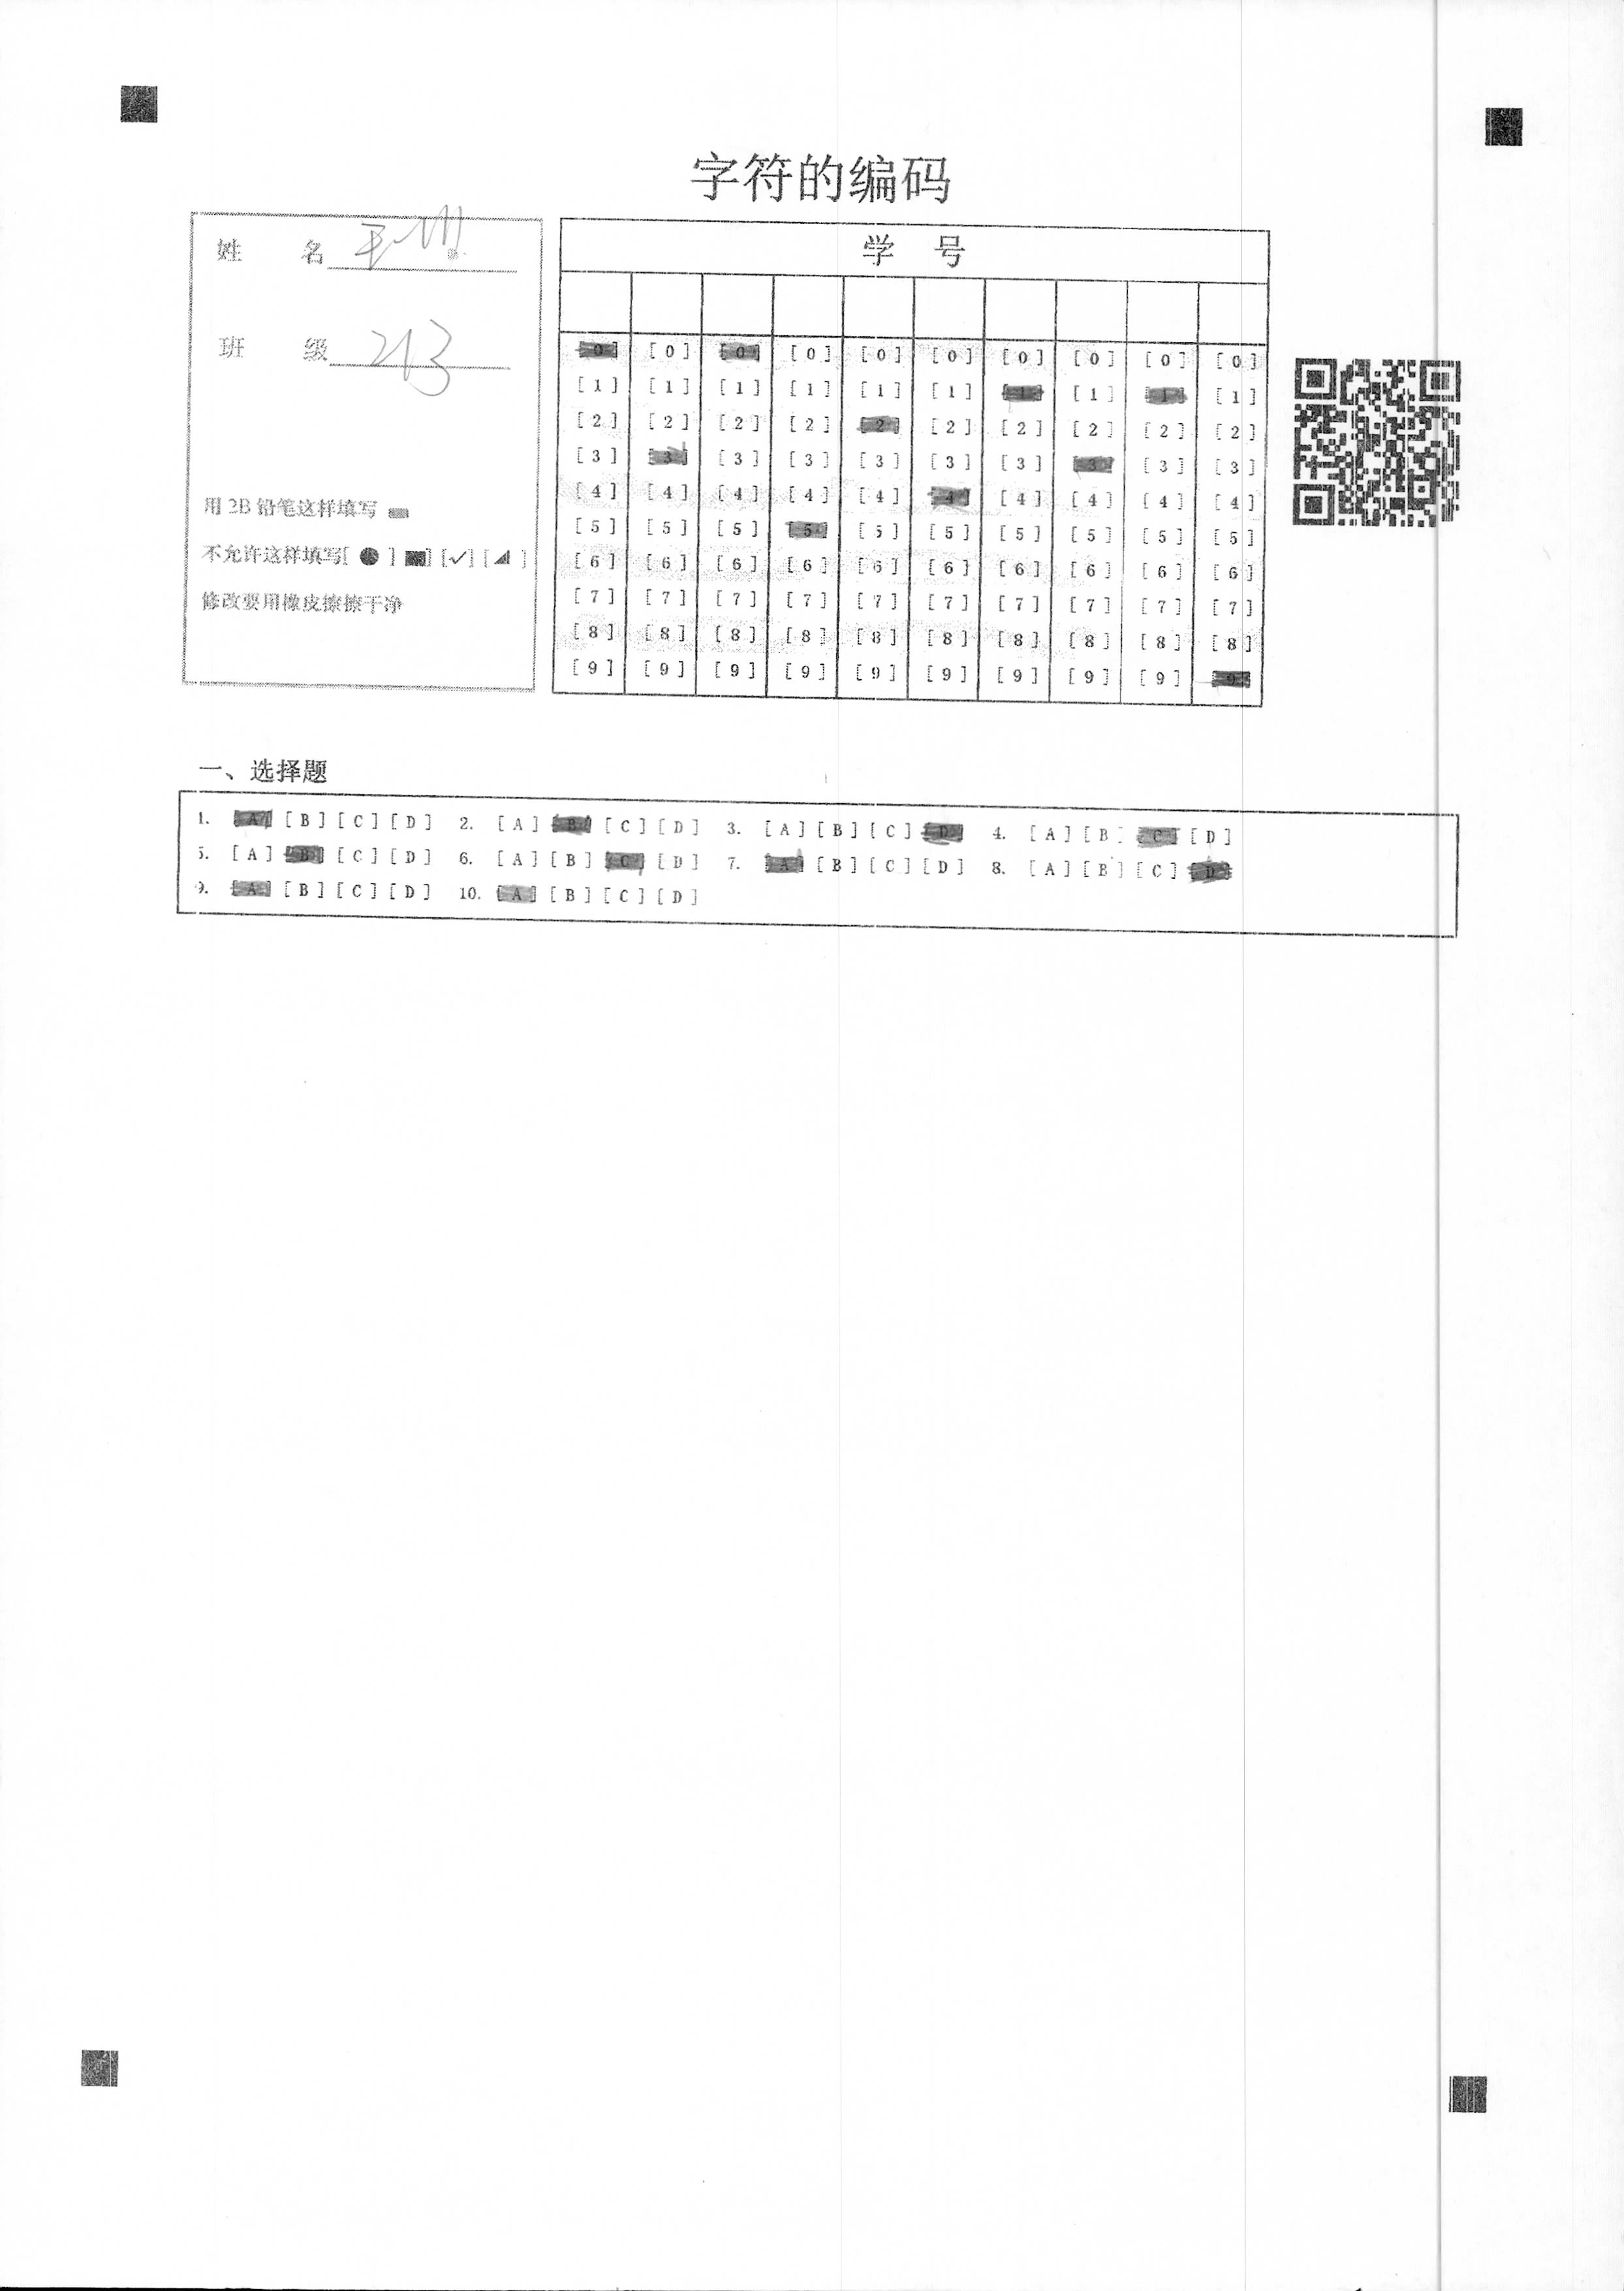 字符的编码
姓 名
班 级 213
用 2B 铅笔这样填写
不允许这样填写[ ● ] [■] [✓] [◢ ]
修改要用橡皮擦擦干净
学 号
[0] [0] [0] [0] [0] [0] [0] [0] [0] [0]
[1] [1] [1] [1] [1] [1] [1] [1] [1] [1]
[2] [2] [2] [2] [2] [2] [2] [2] [2] [2]
[3] [3] [3] [3] [3] [3] [3] [3] [3] [3]
[4] [4] [4] [4] [4] [4] [4] [4] [4] [4]
[5] [5] [5] [5] [5] [5] [5] [5] [5] [5]
[6] [6] [6] [6] [6] [6] [6] [6] [6] [6]
[7] [7] [7] [7] [7] [7] [7] [7] [7] [7]
[8] [8] [8] [8] [8] [8] [8] [8] [8] [8]
[9] [9] [9] [9] [9] [9] [9] [9] [9] [9]
一、选择题
1. [A] [B] [C] [D] 2. [A] [B] [C] [D] 3. [A] [B] [C] [D] 4. [A] [B] [C] [D]
5. [A] [B] [C] [D] 6. [A] [B] [C] [D] 7. [A] [B] [C] [D] 8. [A] [B] [C] [D]
9. [A] [B] [C] [D] 10. [A] [B] [C] [D]